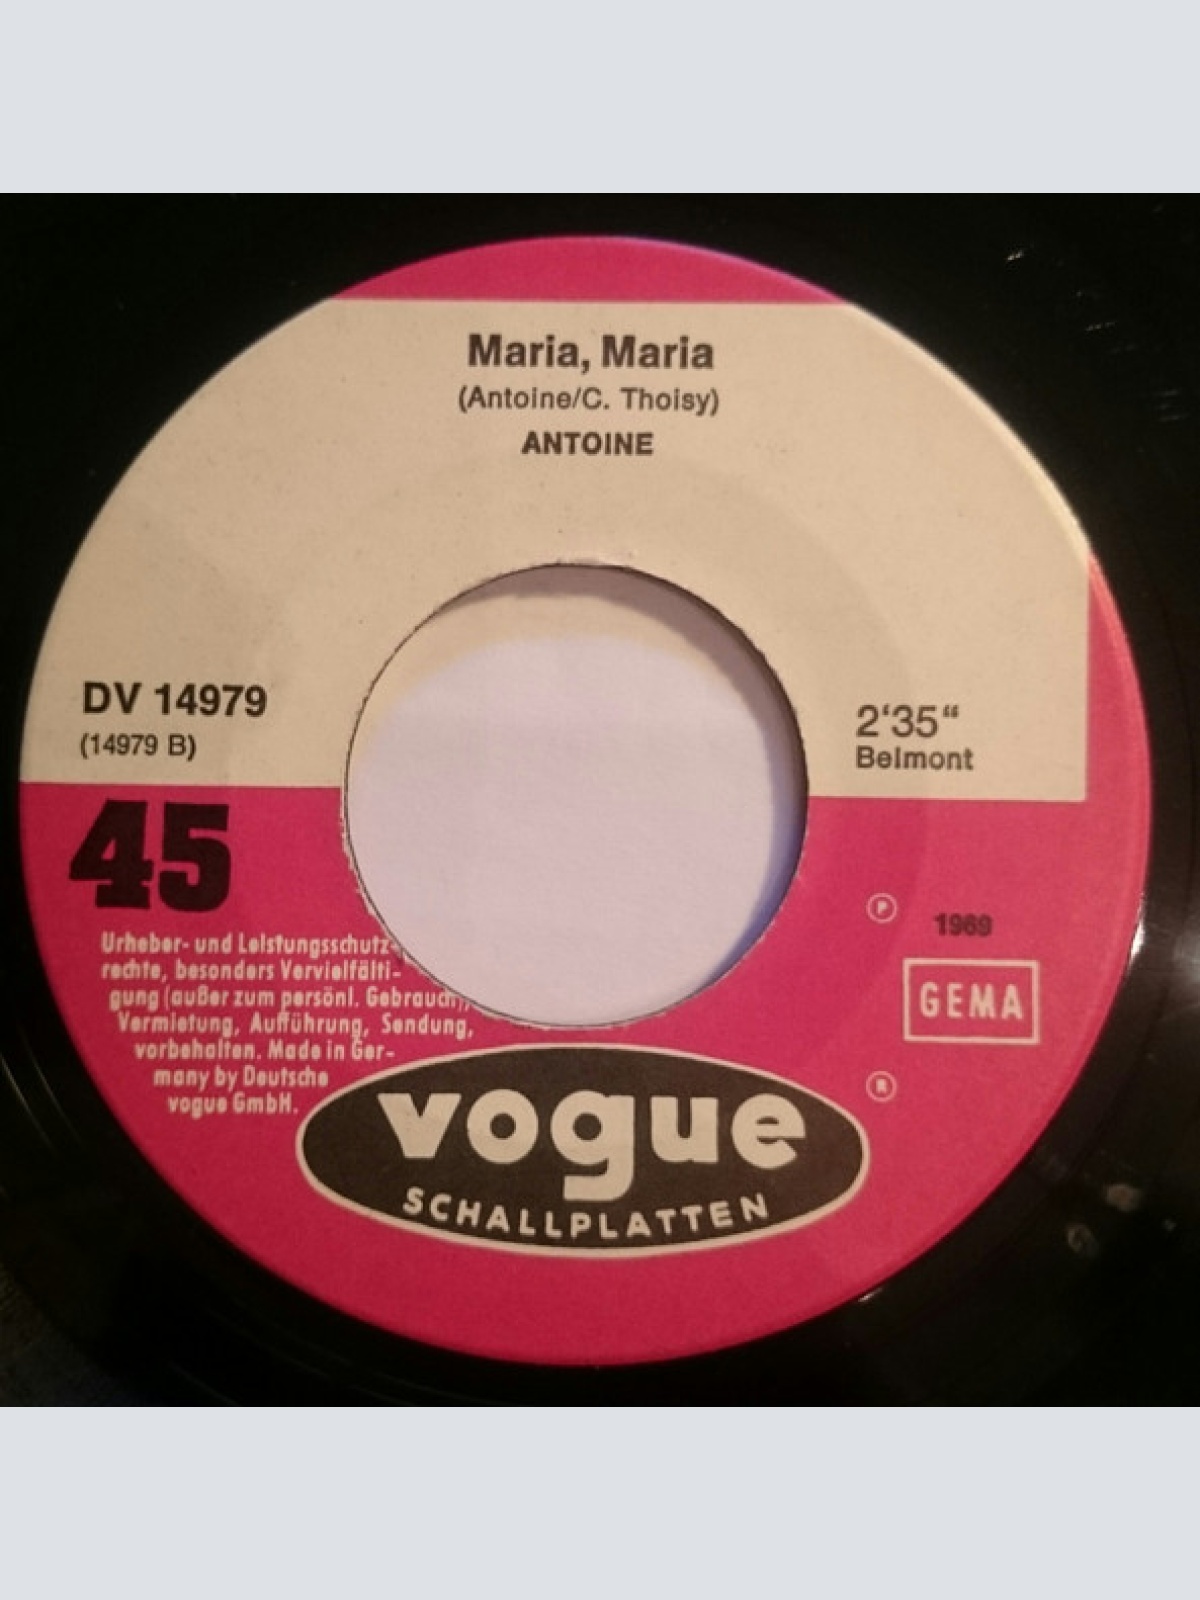 Maria, Maria
(Antoine/C. Thoisy)
ANTOINE
DV 14979
(14979 B)
2‘35“
Belmont
45
Urheber- und Leistungsschutz-
rechte, besonders Vervielfälti-
gung (außer zum persönl. Gebrauch),
Vermietung, Aufführung, Sendung,
vorbehalten. Made in Ger-
many by Deutsche
vogue GmbH.
Ⓟ 1969
GEMA
®
vogue
SCHALLPLATTEN